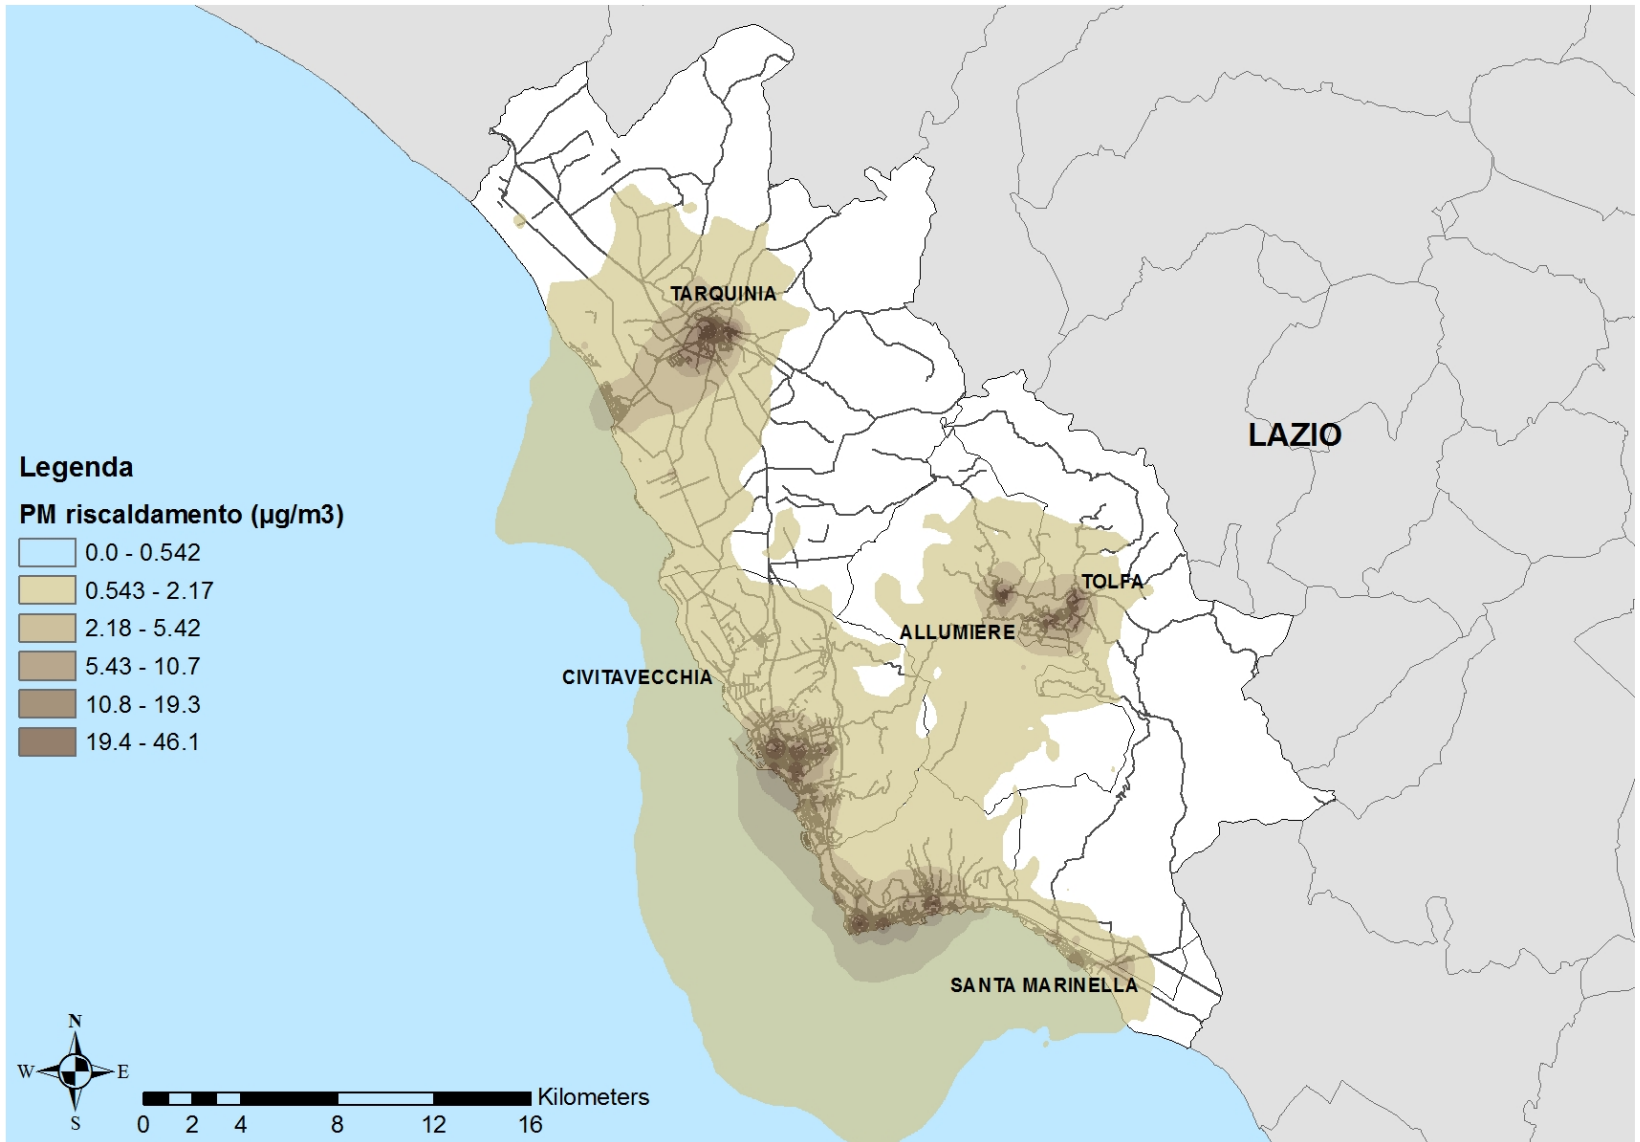 TARQUINIA
LAZIO
Legenda
PM riscaldamento (µg/m3)
0.0 - 0.542
0.543 - 2.17
2.18 - 5.42
5.43 - 10.7
10.8 - 19.3
19.4 - 46.1
TOLFA
ALLUMIERE
CIVITAVECCHIA
SANTA MARINELLA
N
W E
S
Kilometers
0 2 4 8 12 16